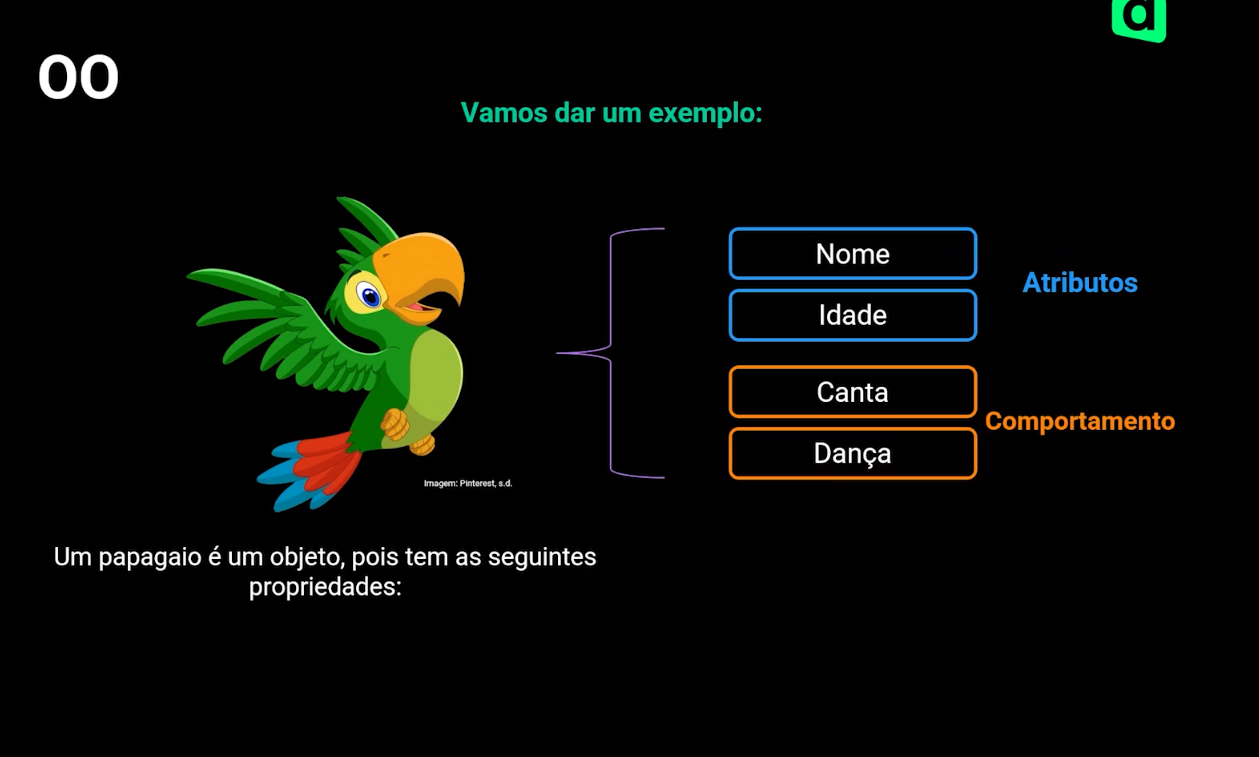 OO
Vamos dar um exemplo:
Nome
Idade
Atributos
Canta
Dança
Comportamento
Imagem: Pinterest, s.d.
Um papagaio é um objeto, pois tem as seguintes
propriedades: